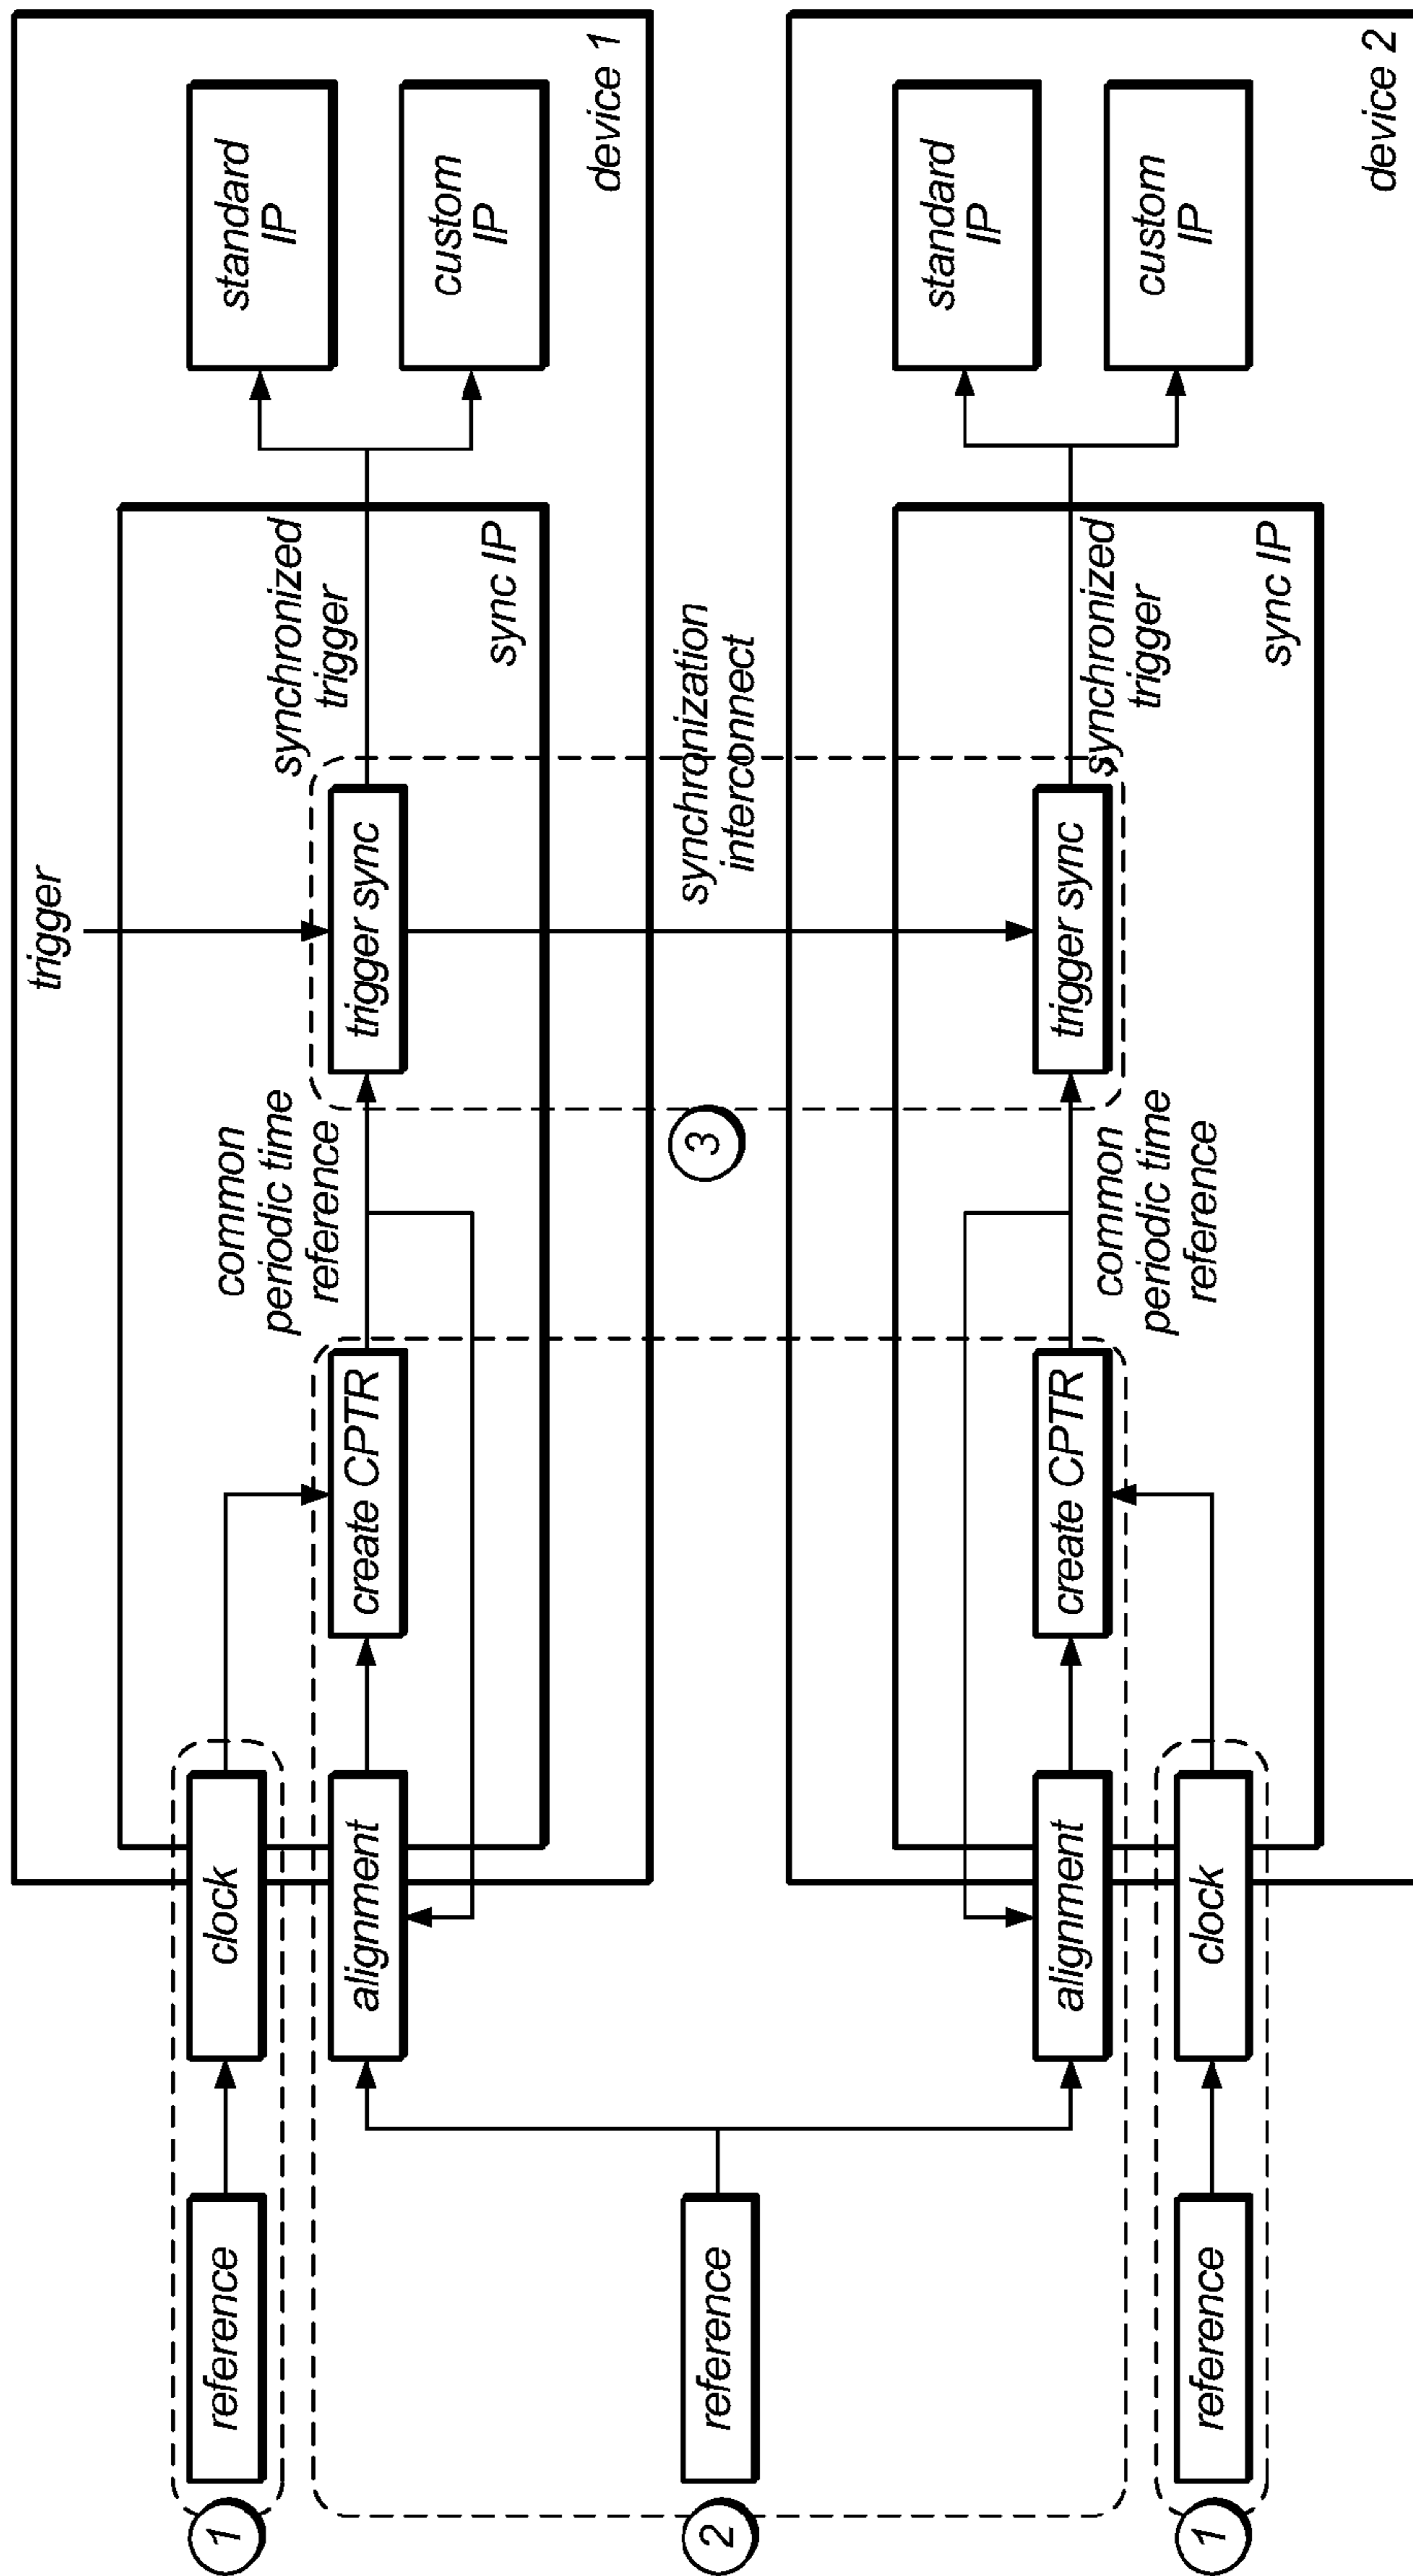 trigger
1
reference
clock
create CPTR
common
periodic time
reference
trigger sync
synchronized
trigger
standard
IP
alignment
custom
IP
sync IP
device 1
2
reference
3
synchronization
interconnect
alignment
create CPTR
trigger sync
synchronized
trigger
standard
IP
common
periodic time
reference
1
reference
clock
custom
IP
sync IP
device 2